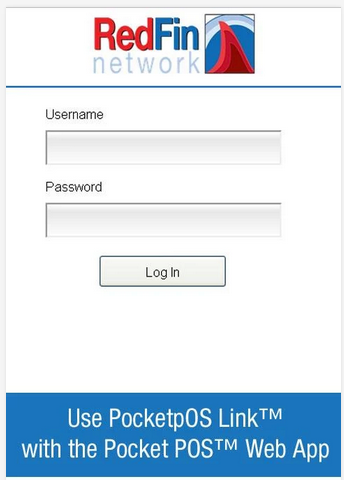 RedFin
network
Username
Password
Log In
Use PocketpOS Link™
with the Pocket POS™ Web App